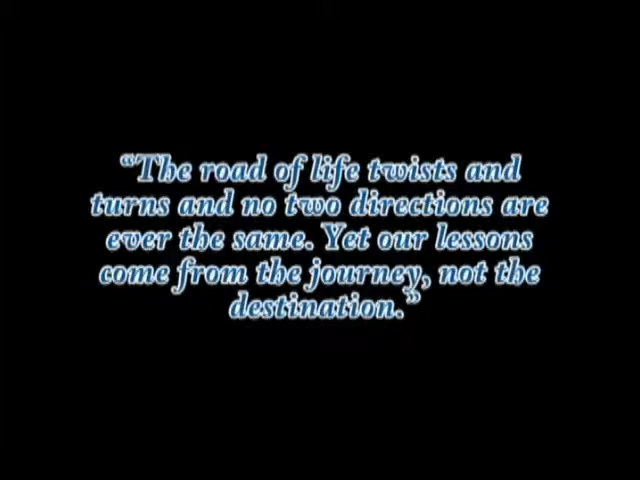 “The road of life twists and
turns and no two directions are
ever the same. Yet our lessons
come from the journey, not the
destination.”